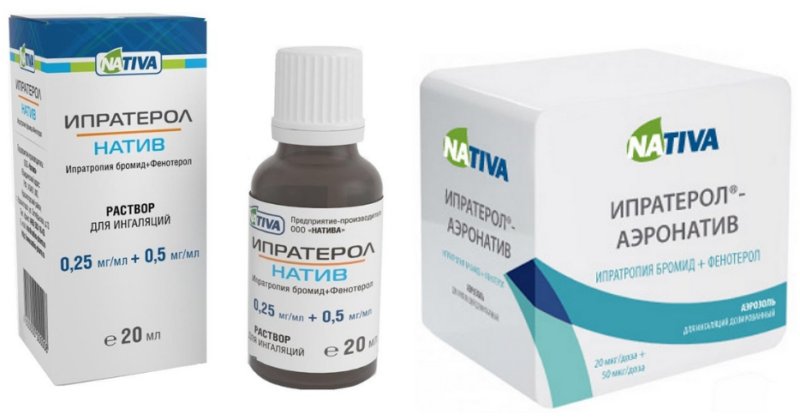 NATIVA
ИПРАТЕРОЛ
НАТИВ
Ипратропия бромид+Фенотерол
РАСТВОР
ДЛЯ ИНГАЛЯЦИЙ
0,25 мг/мл + 0,5 мг/мл
℮ 20 мл
TIVA
Предприятие-производитель
ООО «НАТИВА»
ИПРАТЕРОЛ
НАТИВ
Ипратропия бромид+Фенотерол
0,25 мг/мл + 0,5 мг/мл
РАСТВОР
ДЛЯ ИНГАЛЯЦИЙ
℮ 20 мл
NATIVA
ИПРАТЕРОЛ®-
АЭРОНАТИВ
АЭРОЗОЛЬ
NATIVA
ИПРАТЕРОЛ®-
АЭРОНАТИВ
ИПРАТРОПИЯ БРОМИД + ФЕНОТЕРОЛ
АЭРОЗОЛЬ
ДЛЯ ИНГАЛЯЦИЙ ДОЗИРОВАННЫЙ
20 мкг/доза +
50 мкг/доза